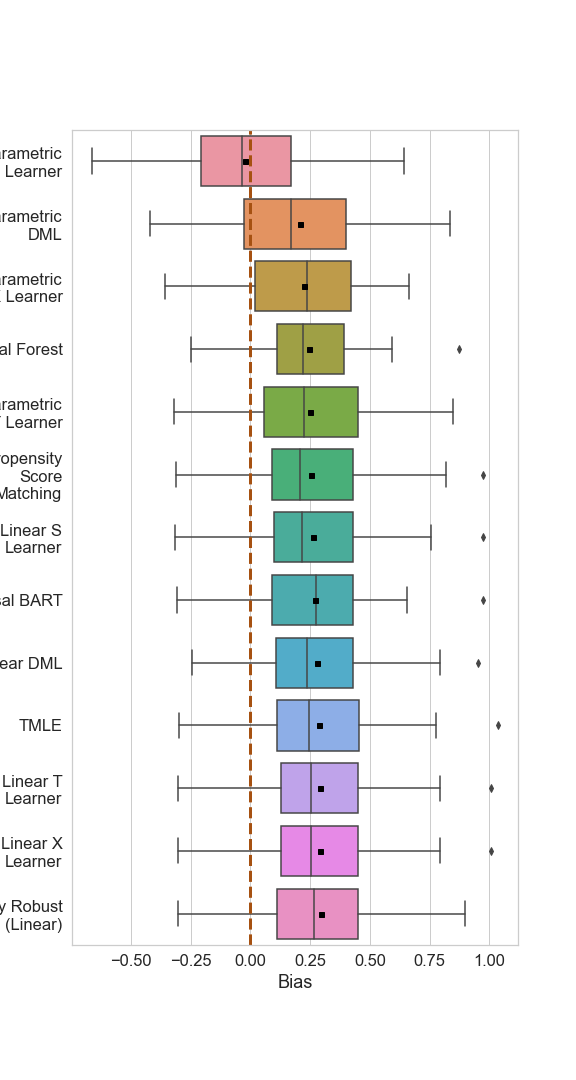 arametric
Learner
arametric
DML
arametric
Learner
al Forest
arametric
Learner
ropensity
Score
Matching
Linear S
Learner
sal BART
ear DML
TMLE
Linear T
Learner
Linear X
Learner
y Robust
(Linear)
−0.50 −0.25 0.00 0.25 0.50 0.75 1.00
Bias